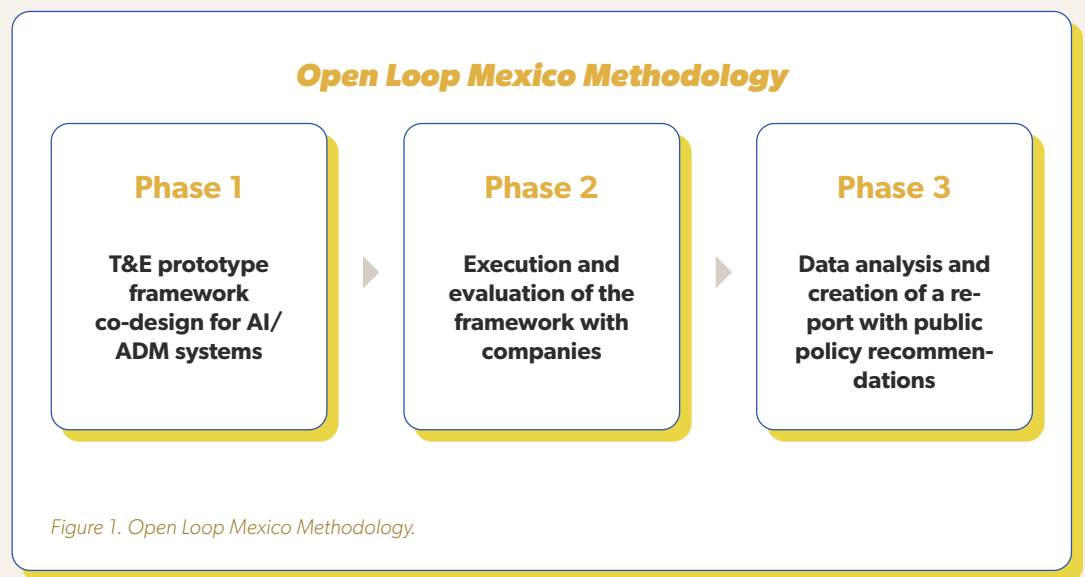 Open Loop Mexico Methodology
Phase 1
T&E prototype
framework
co-design for AI/
ADM systems
Phase 2
Execution and
evaluation of the
framework with
companies
Phase 3
Data analysis and
creation of a re-
port with public
policy recommen-
dations
Figure 1. Open Loop Mexico Methodology.